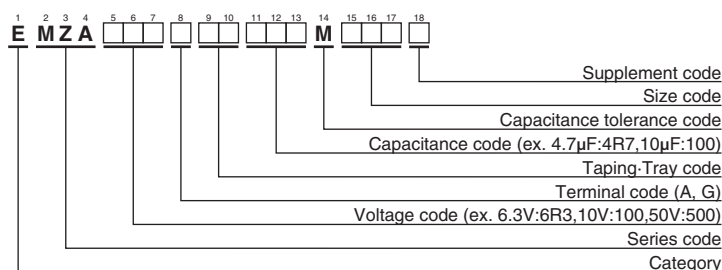 1 2 3 4 5 6 7 8 9 10 11 12 13 14 15 16 17 18
E M Z A M
Supplement code
Size code
Capacitance tolerance code
Capacitance code (ex. 4.7μF:4R7,10μF:100)
Taping·Tray code
Terminal code (A, G)
Voltage code (ex. 6.3V:6R3,10V:100,50V:500)
Series code
Category